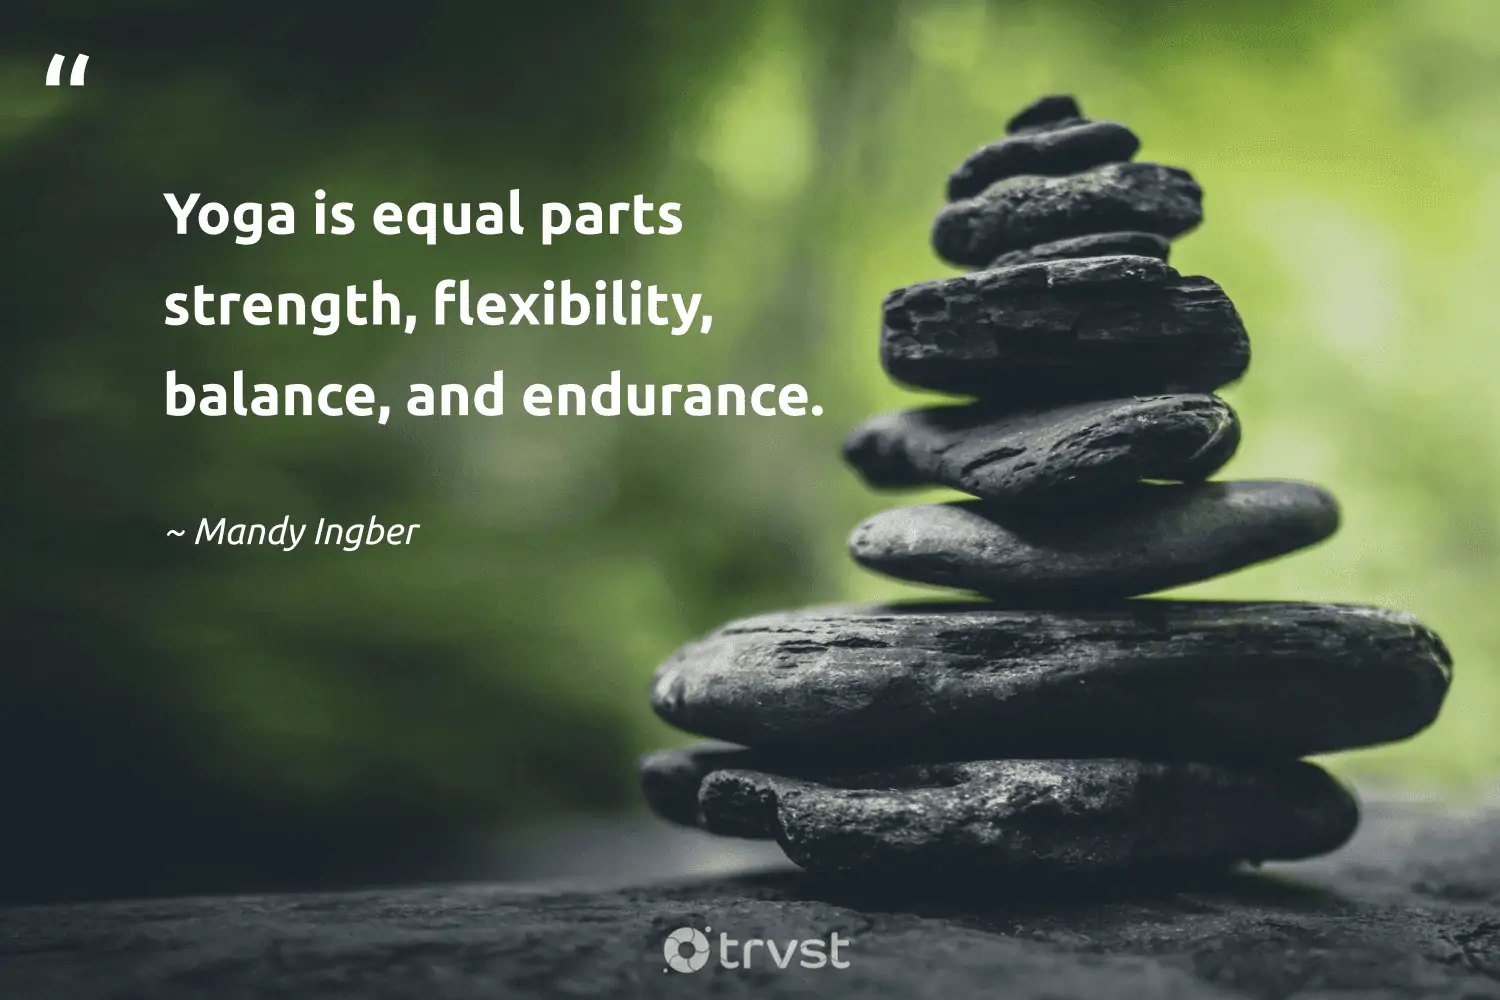 “
Yoga is equal parts
strength, flexibility,
balance, and endurance.
~ Mandy Ingber
trvst